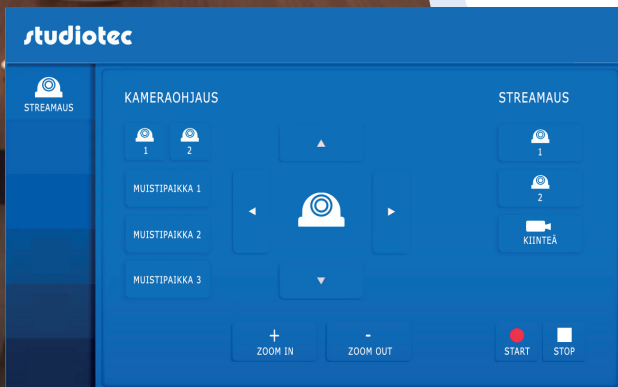 studiotec
STREAMAUS
KAMERAOHJAUS
1 2
MUISTIPAIKKA 1
MUISTIPAIKKA 2
MUISTIPAIKKA 3
+
ZOOM IN
-
ZOOM OUT
STREAMAUS
1
2
KIINTEÄ
START STOP